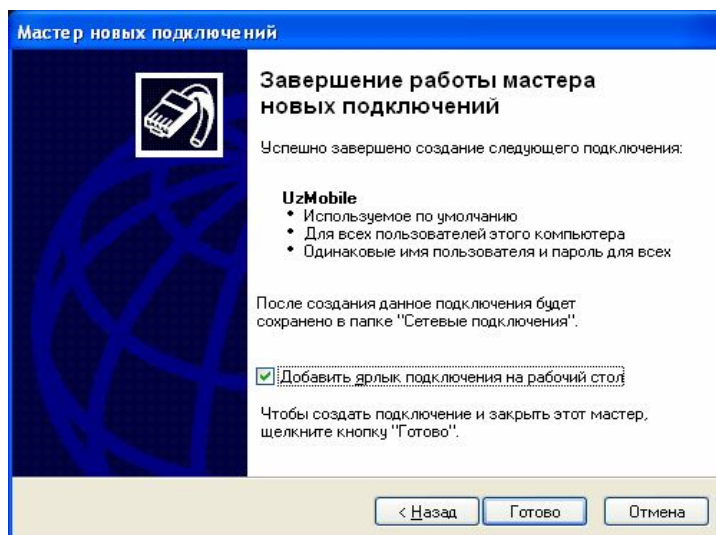 Мастер новых подключений
Завершение работы мастера
новых подключений
Успешно завершено создание следующего подключения:
UzMobile
• Используемое по умолчанию
• Для всех пользователей этого компьютера
• Одинаковые имя пользователя и пароль для всех
После создания данное подключение будет
сохранено в папке "Сетевые подключения".
Добавить ярлык подключения на рабочий стол
Чтобы создать подключение и закрыть этот мастер,
щелкните кнопку "Готово".
< Назад Готово Отмена